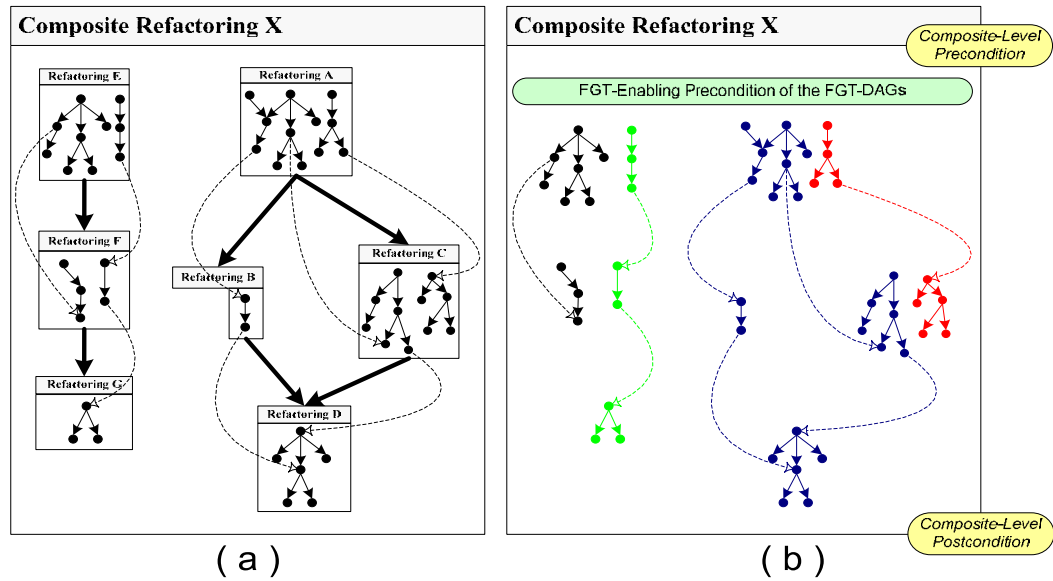 Composite Refactoring X
Refactoring E
Refactoring A
Refactoring F
Refactoring B
Refactoring C
Refactoring G
Refactoring D
( a )
Composite Refactoring X
Composite-Level
Precondition
FGT-Enabling Precondition of the FGT-DAGs
Composite-Level
Postcondition
( b )